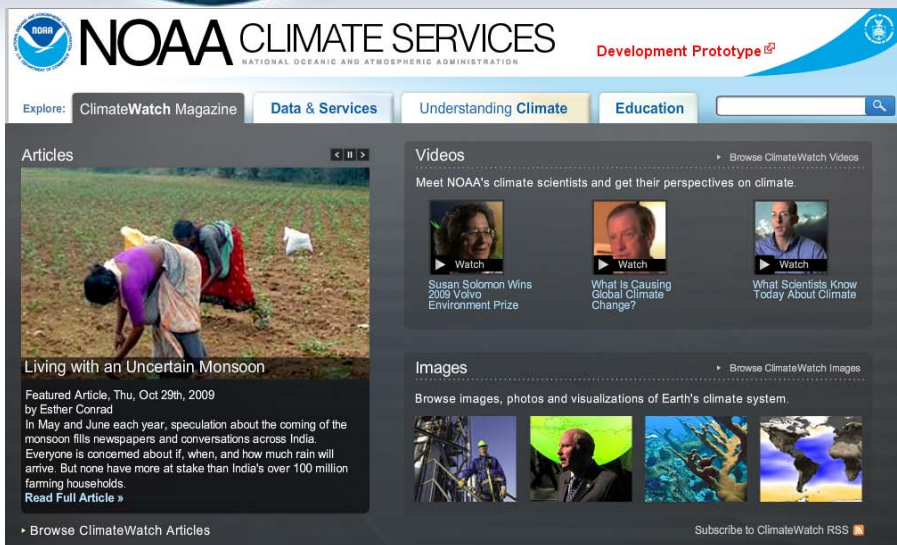 NOAA CLIMATE SERVICES
NATIONAL OCEANIC AND ATMOSPHERIC ADMINISTRATION
Development Prototype
Explore:
ClimateWatch Magazine
Data & Services
Understanding Climate
Education
Articles
Living with an Uncertain Monsoon
Featured Article, Thu, Oct 29th, 2009
by Esther Conrad
In May and June each year, speculation about the coming of the
monsoon fills newspapers and conversations across India.
Everyone is concerned about if, when, and how much rain will
arrive. But none have more at stake than India's over 100 million
farming households.
Read Full Article »
Browse ClimateWatch Articles
Videos
Browse ClimateWatch Videos
Meet NOAA's climate scientists and get their perspectives on climate.
Watch
Susan Solomon Wins
2009 Volvo
Environment Prize
Watch
What Is Causing
Global Climate
Change?
Watch
What Scientists Know
Today About Climate
Images
Browse ClimateWatch Images
Browse images, photos and visualizations of Earth's climate system.
Subscribe to ClimateWatch RSS